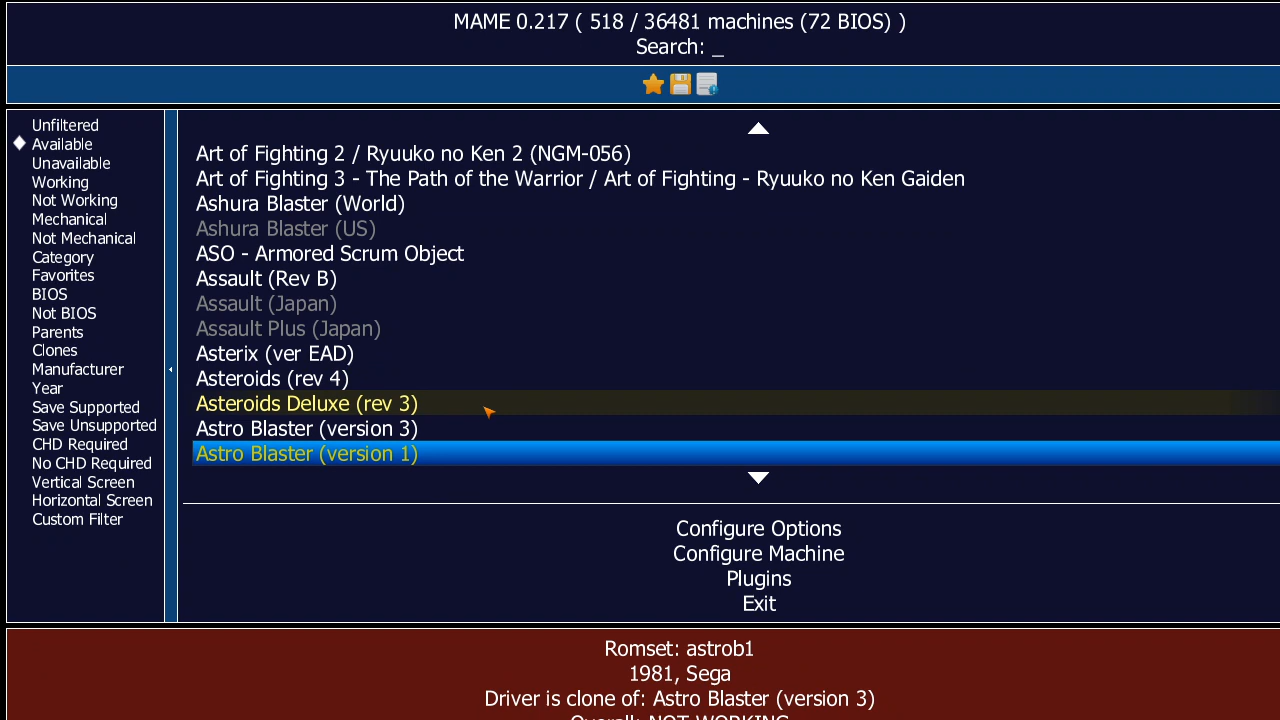 MAME 0.217 ( 518 / 36481 machines (72 BIOS) )
Search: _
Unfiltered
Available
Unavailable
Working
Not Working
Mechanical
Not Mechanical
Category
Favorites
BIOS
Not BIOS
Parents
Clones
Manufacturer
Year
Save Supported
Save Unsupported
CHD Required
No CHD Required
Vertical Screen
Horizontal Screen
Custom Filter
Art of Fighting 2 / Ryuuko no Ken 2 (NGM-056)
Art of Fighting 3 - The Path of the Warrior / Art of Fighting - Ryuuko no Ken Gaiden
Ashura Blaster (World)
Ashura Blaster (US)
ASO - Armored Scrum Object
Assault (Rev B)
Assault (Japan)
Assault Plus (Japan)
Asterix (ver EAD)
Asteroids (rev 4)
Asteroids Deluxe (rev 3)
Astro Blaster (version 3)
Astro Blaster (version 1)
Configure Options
Configure Machine
Plugins
Exit
Romset: astrob1
1981, Sega
Driver is clone of: Astro Blaster (version 3)
Overall: NOT WORKING